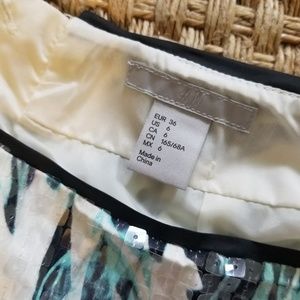 H&M
EUR 36
US 6
CA 6
CN 165/68A
MX 6
Made in
China